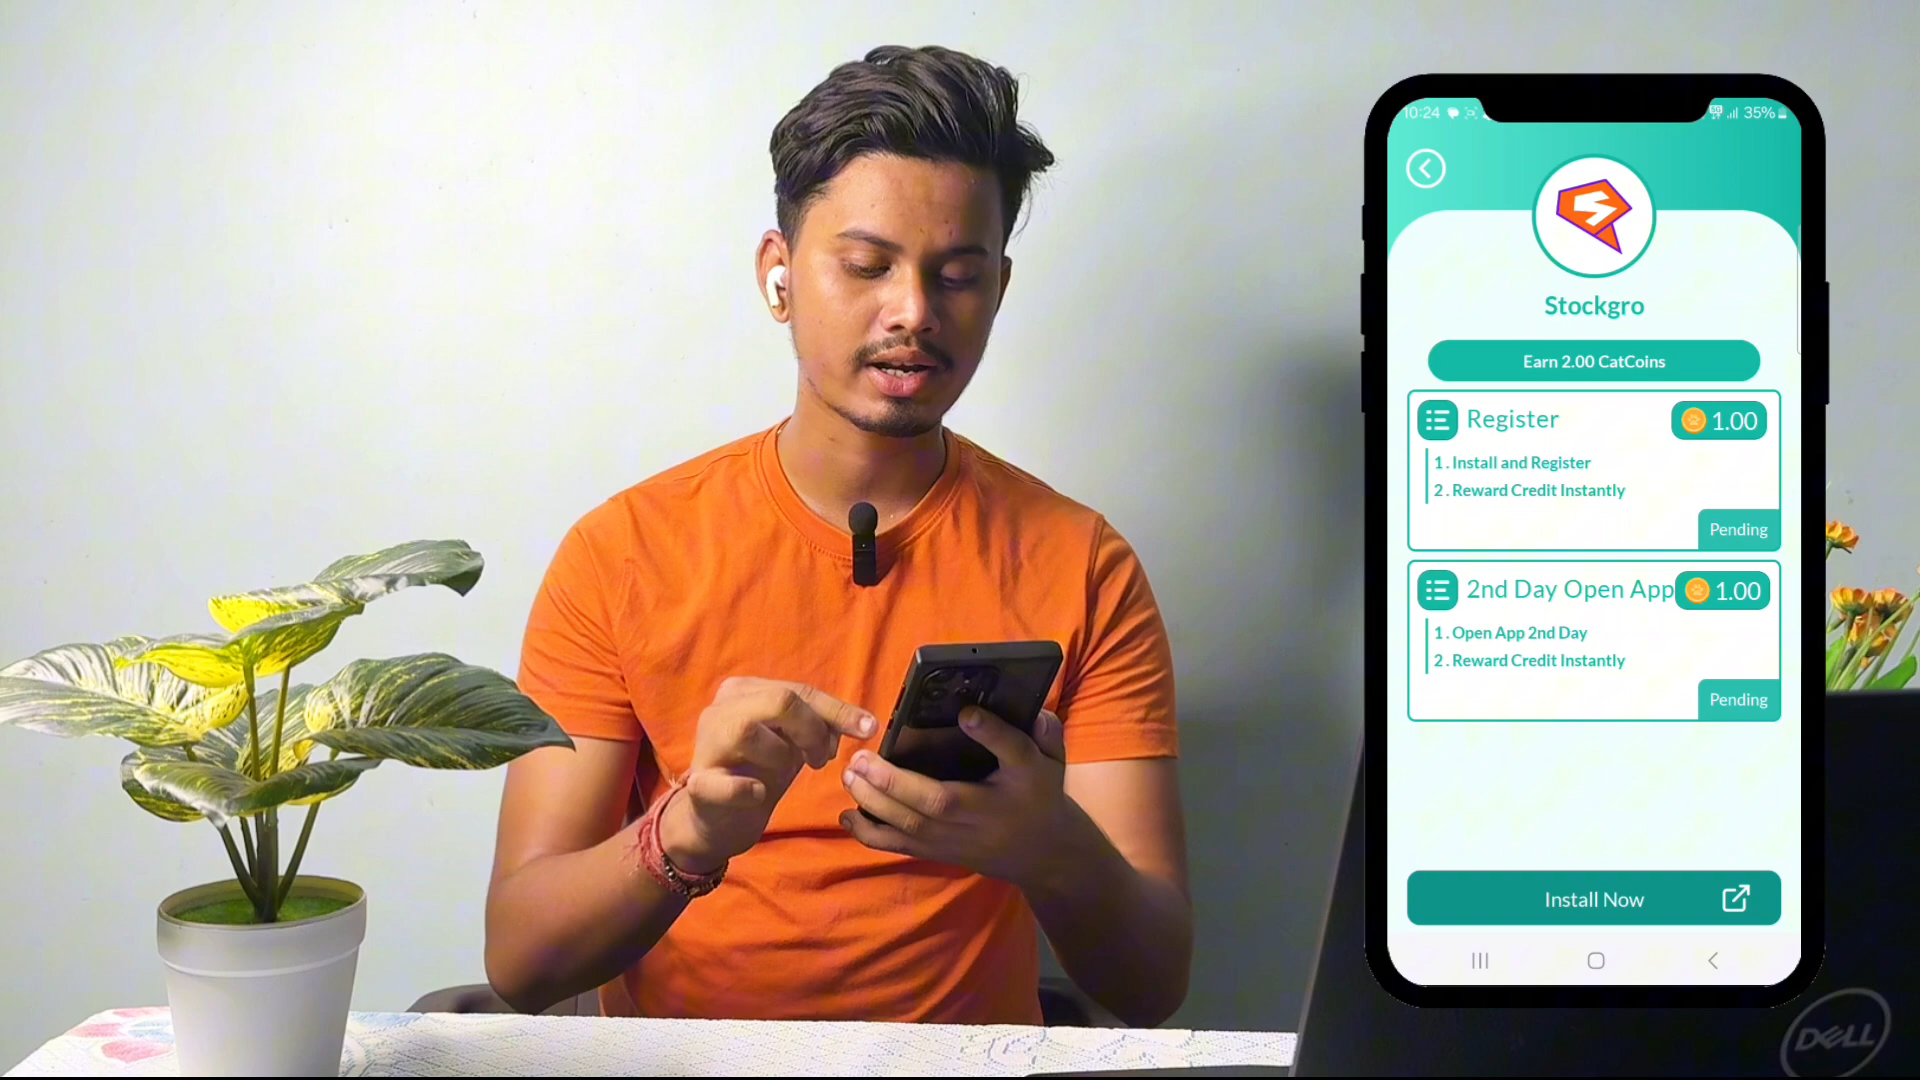 10:24
5G
35%
Stockgro
Earn 2.00 CatCoins
Register
1.00
1. Install and Register
2. Reward Credit Instantly
Pending
2nd Day Open App
1.00
1. Open App 2nd Day
2. Reward Credit Instantly
Pending
Install Now
DELL